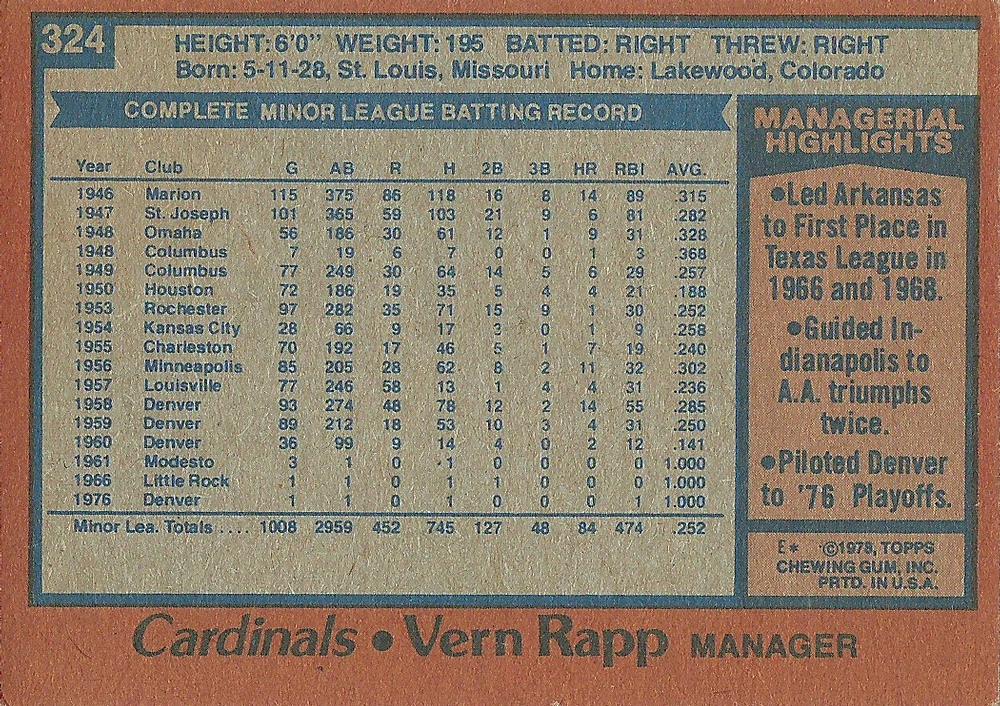 324
HEIGHT: 6'0" WEIGHT: 195 BATTED: RIGHT THREW: RIGHT
Born: 5-11-28, St. Louis, Missouri Home: Lakewood, Colorado
COMPLETE MINOR LEAGUE BATTING RECORD
Year Club G AB R H 2B 3B HR RBI AVG.
1946 Marion 115 375 86 118 16 8 14 89 .315
1947 St. Joseph 101 365 59 103 21 9 6 81 .282
1948 Omaha 56 186 30 61 12 1 9 31 .328
1948 Columbus 7 19 6 7 0 0 1 3 .368
1949 Columbus 77 249 30 64 14 5 6 29 .257
1950 Houston 72 186 19 35 5 4 4 21 .188
1953 Rochester 97 282 35 71 15 9 1 30 .252
1954 Kansas City 28 66 9 17 3 0 1 9 .258
1955 Charleston 70 192 17 46 5 1 7 19 .240
1956 Minneapolis 85 205 28 62 8 2 11 32 .302
1957 Louisville 77 246 58 13 1 4 4 31 .236
1958 Denver 93 274 48 78 12 2 14 55 .285
1959 Denver 89 212 18 53 10 3 4 31 .250
1960 Denver 36 99 9 14 4 0 2 12 .141
1961 Modesto 3 1 0 1 0 0 0 0 1.000
1966 Little Rock 1 1 0 1 1 0 0 0 1.000
1976 Denver 1 1 0 1 0 0 0 1 1.000
Minor Lea. Totals .... 1008 2959 452 745 127 48 84 474 .252
MANAGERIAL
HIGHLIGHTS
•Led Arkansas
to First Place in
Texas League in
1966 and 1968.
•Guided In-
dianapolis to
A.A. triumphs
twice.
•Piloted Denver
to '76 Playoffs.
E* ©1978, TOPPS
CHEWING GUM, INC.
PRTD. IN U.S.A.
Cardinals • Vern Rapp MANAGER